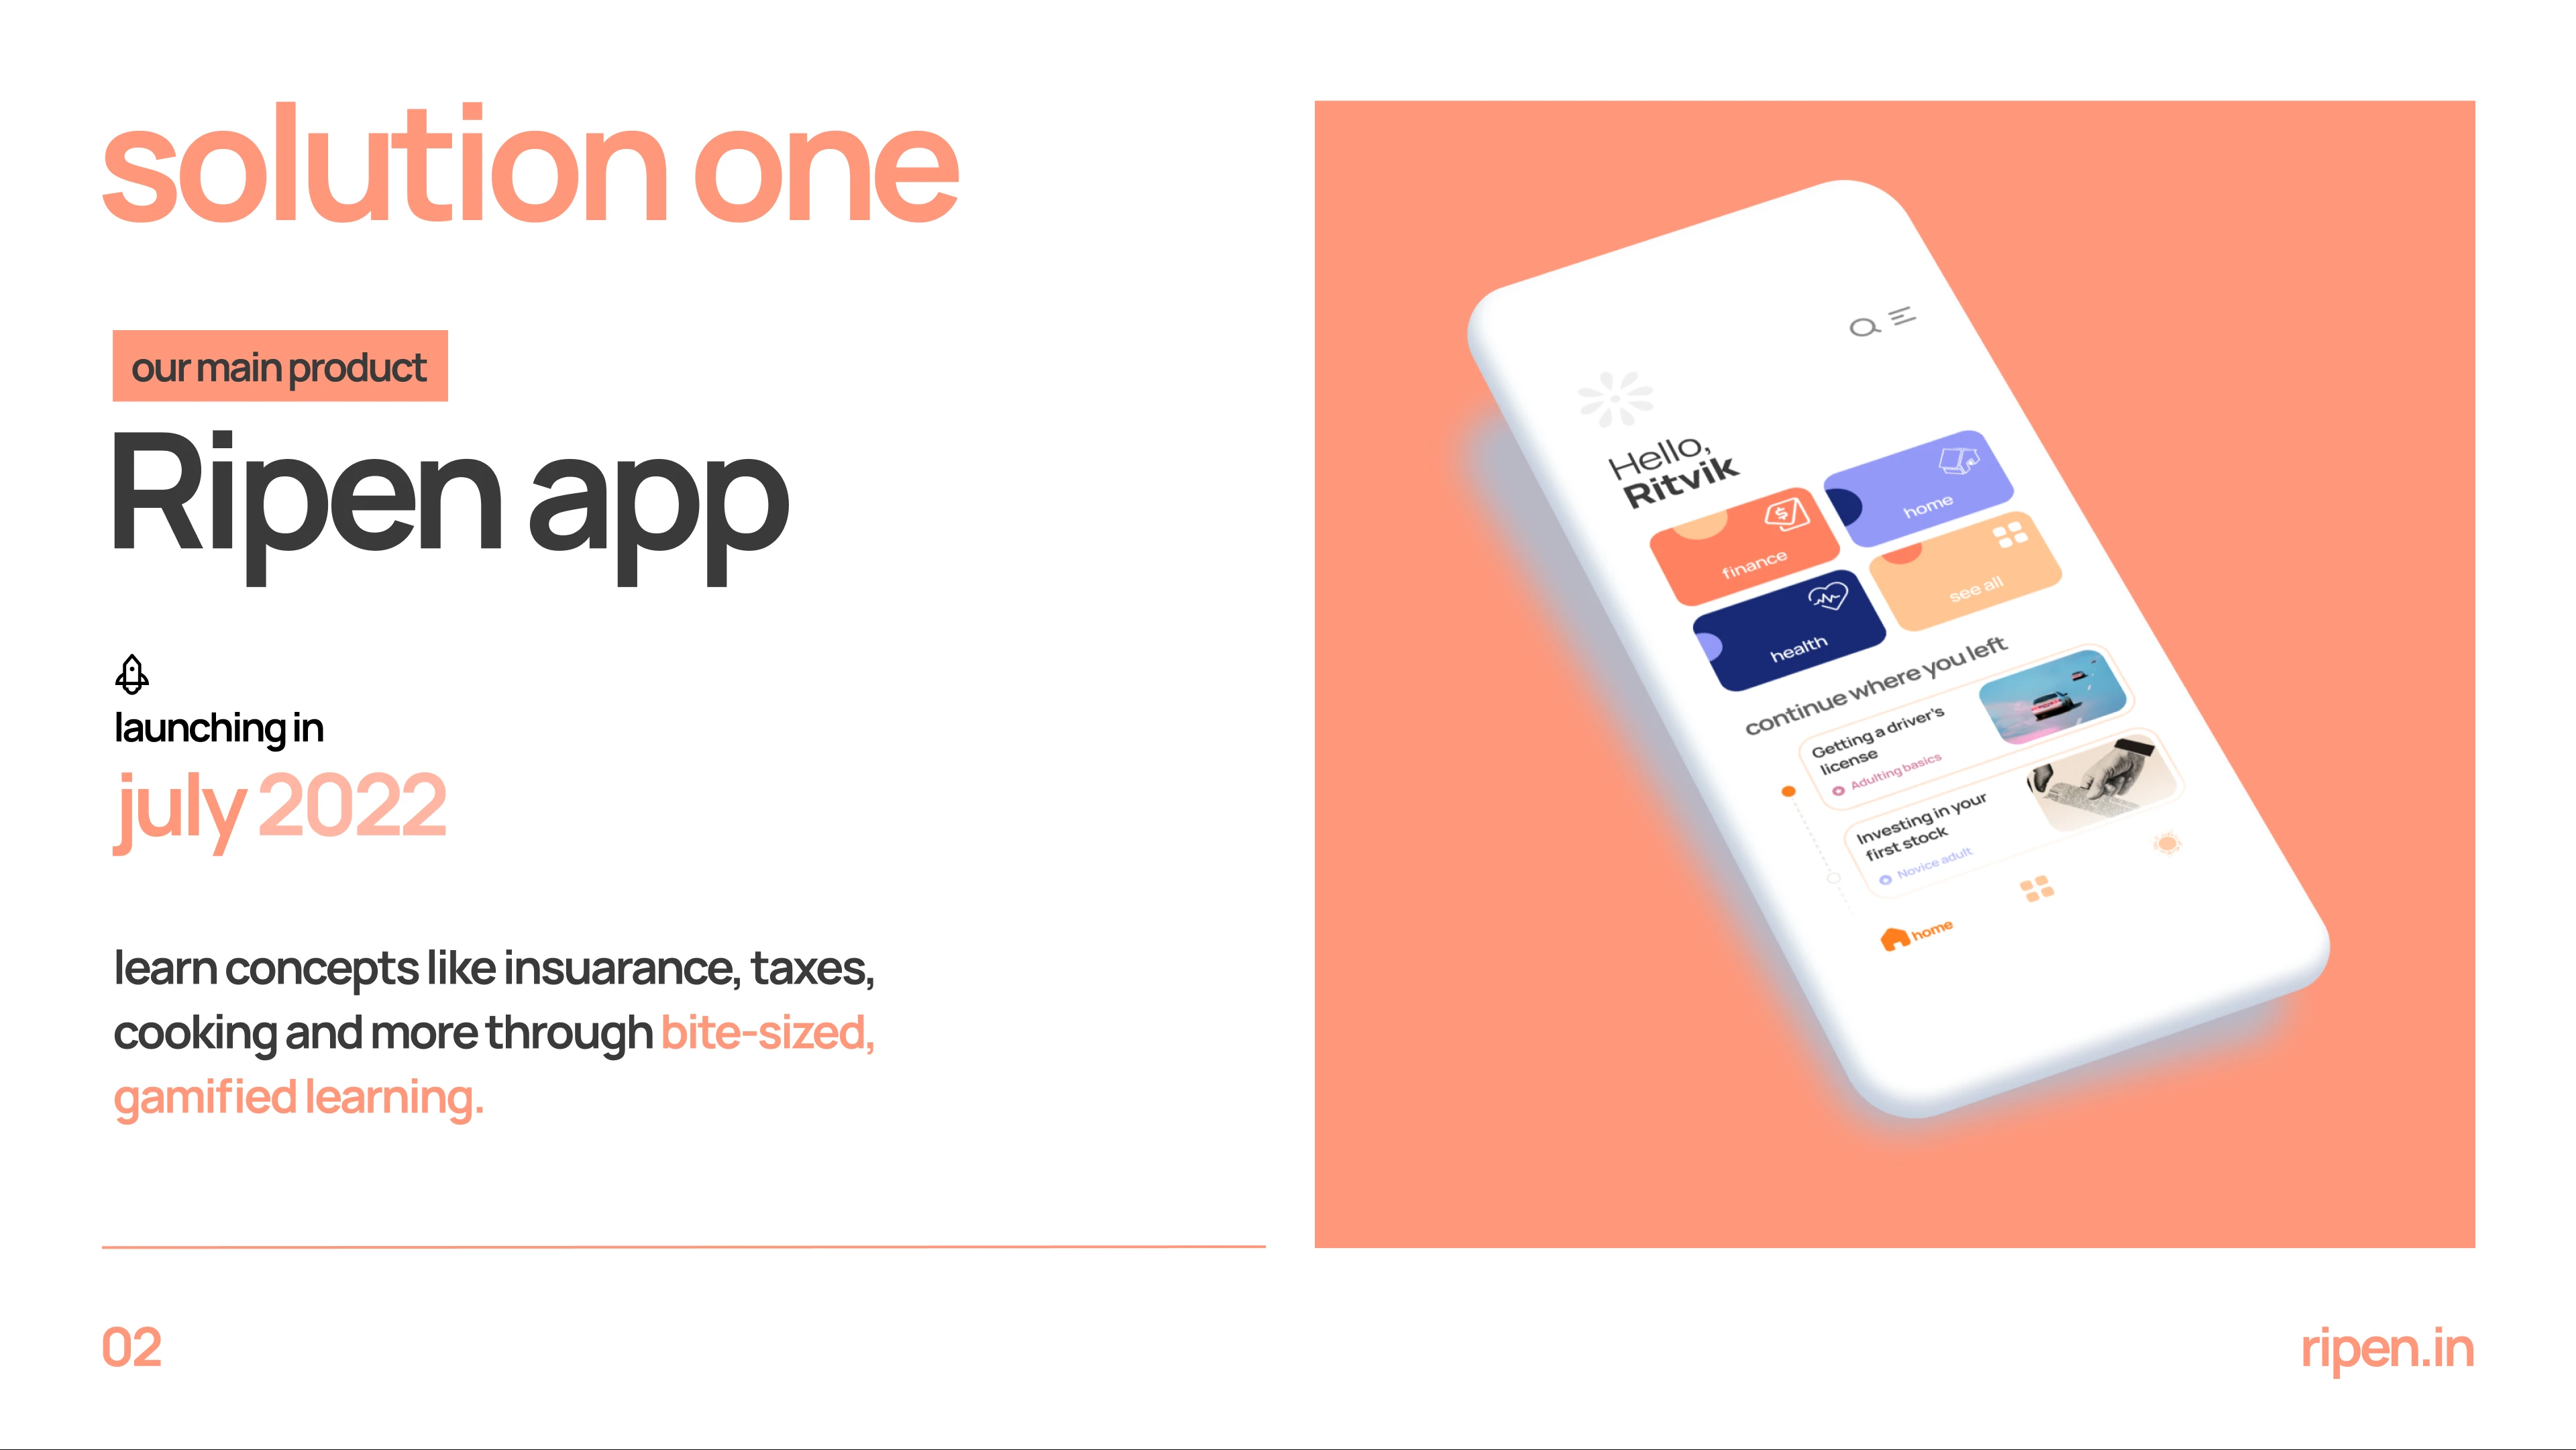 solution one
our main product
Ripen app
launching in
july 2022
learn concepts like insuarance, taxes,
cooking and more through bite-sized,
gamified learning.
Hello,
Ritvik
finance
home
health
see all
continue where you left
Getting a driver's
license
Adulting basics
Investing in your
first stock
Novice adult
home
02
ripen.in